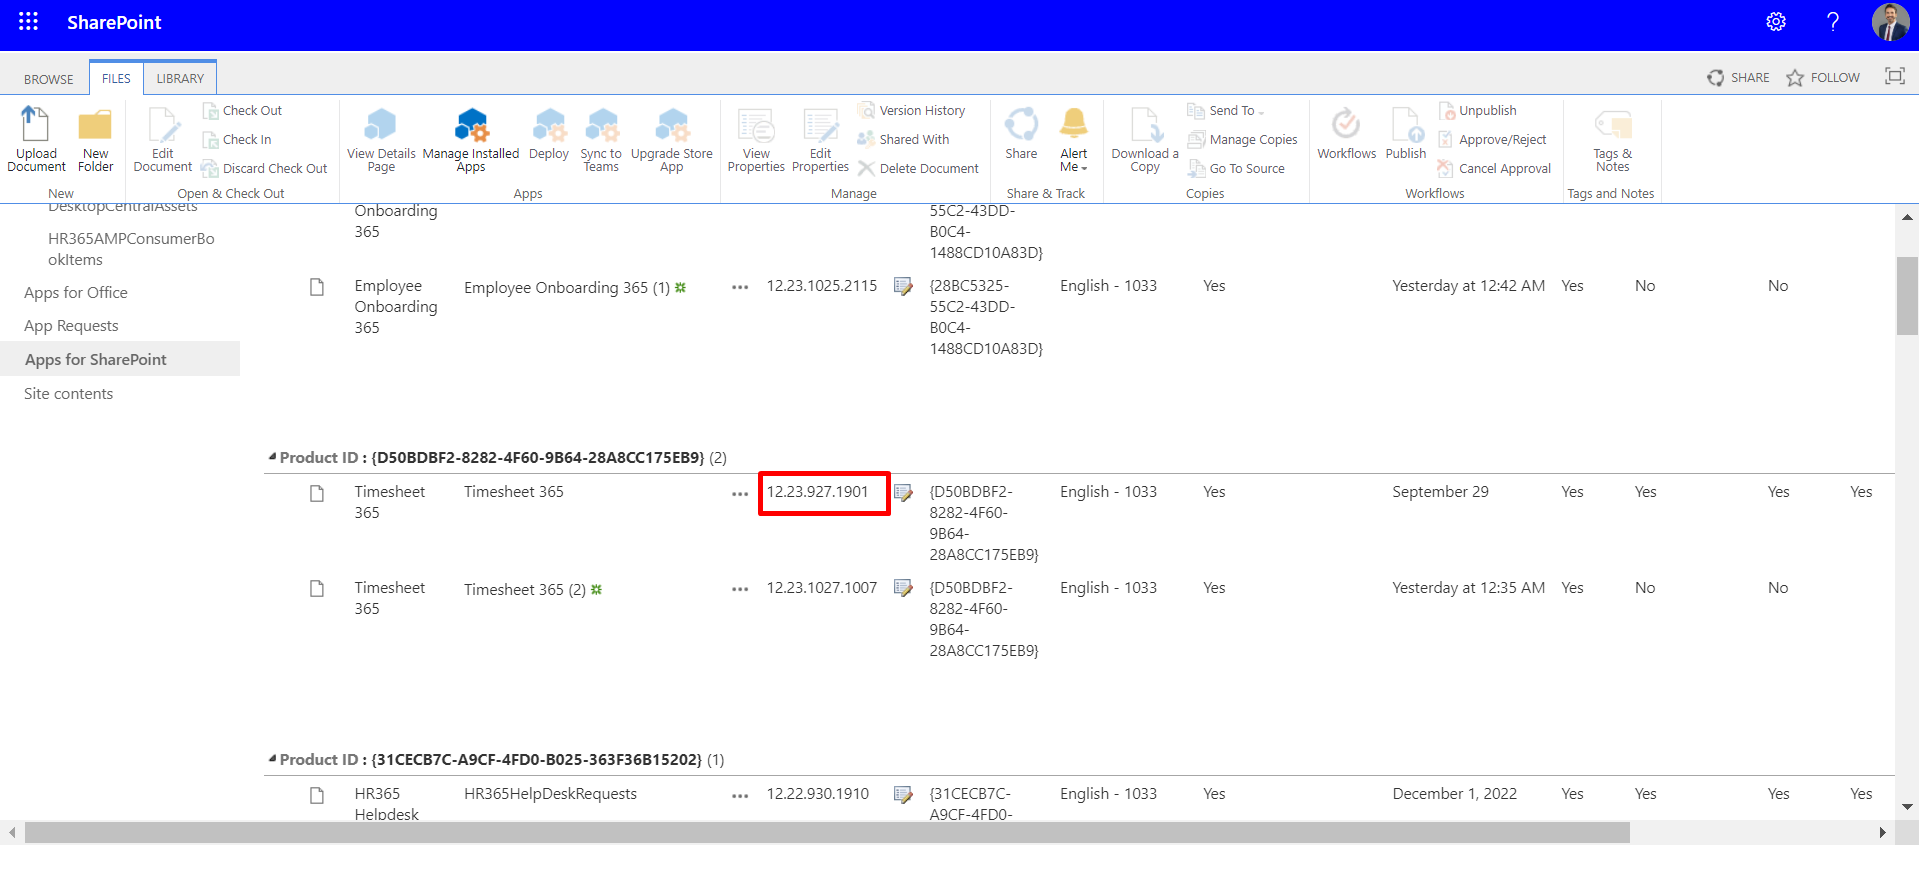 SharePoint
BROWSE FILES LIBRARY SHARE FOLLOW
Upload Document
New Folder
New
Edit Document
Check Out
Check In
Discard Check Out
Open & Check Out
View Details Page
Manage Installed Apps
Deploy
Sync to Teams
Upgrade Store App
Apps
View Properties
Edit Properties
Version History
Shared With
Delete Document
Manage
Share
Alert Me
Share & Track
Download a Copy
Send To
Manage Copies
Go To Source
Copies
Workflows
Publish
Unpublish
Approve/Reject
Cancel Approval
Workflows
Tags & Notes
Tags and Notes
DesktopCentralAssets
HR365AMPConsumerBo
okItems
Apps for Office
App Requests
Apps for SharePoint
Site contents
Onboarding 55C2-43DD-
365 B0C4-
1488CD10A83D}
Employee Employee Onboarding 365 (1) 12.23.1025.2115 {28BC5325- English - 1033 Yes Yesterday at 12:42 AM Yes No No
Onboarding 55C2-43DD-
365 B0C4-
1488CD10A83D}
Product ID : {D50BDBF2-8282-4F60-9B64-28A8CC175EB9} (2)
Timesheet Timesheet 365 ... 12.23.927.1901 {D50BDBF2- English - 1033 Yes September 29 Yes Yes Yes Yes
365 8282-4F60-
9B64-
28A8CC175EB9}
Timesheet Timesheet 365 (2) ... 12.23.1027.1007 {D50BDBF2- English - 1033 Yes Yesterday at 12:35 AM Yes No No
365 8282-4F60-
9B64-
28A8CC175EB9}
Product ID : {31CECB7C-A9CF-4FD0-B025-363F36B15202} (1)
HR365 HR365HelpDeskRequests ... 12.22.930.1910 {31CECB7C- English - 1033 Yes December 1, 2022 Yes Yes Yes Yes
Helpdesk A9CF-4FD0-